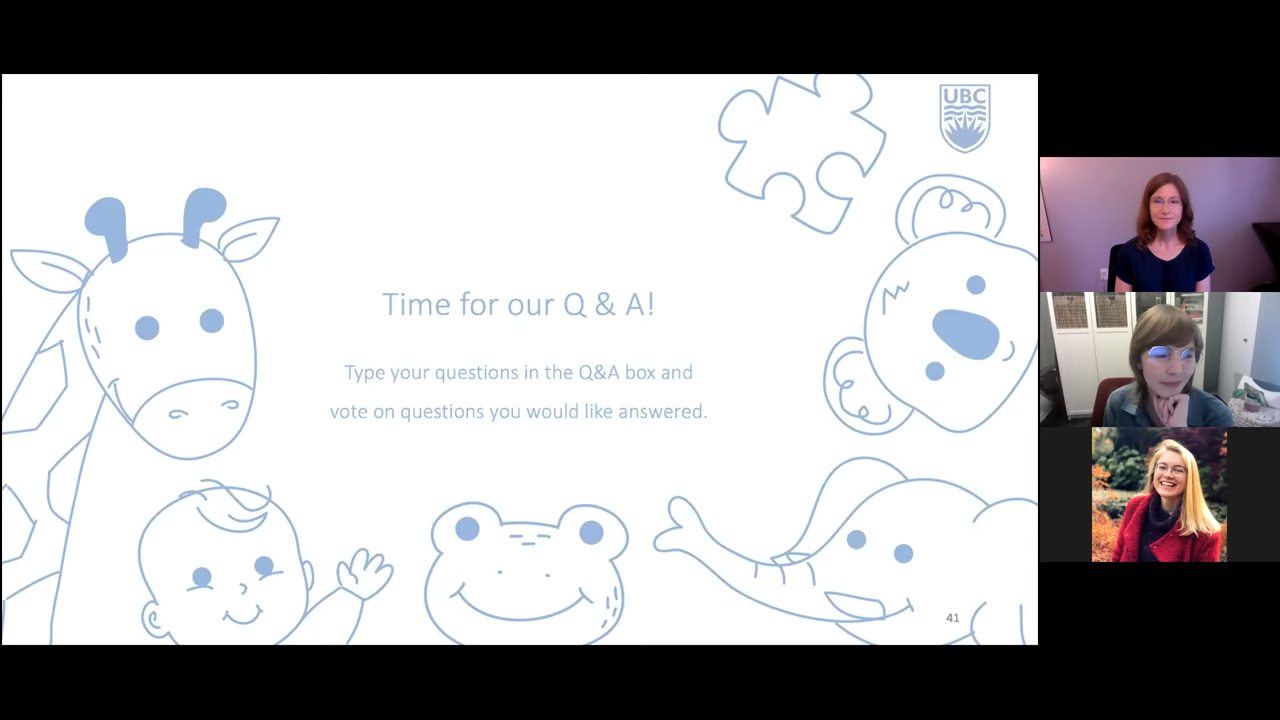 UBC
Time for our Q & A!
Type your questions in the Q&A box and
vote on questions you would like answered.
41